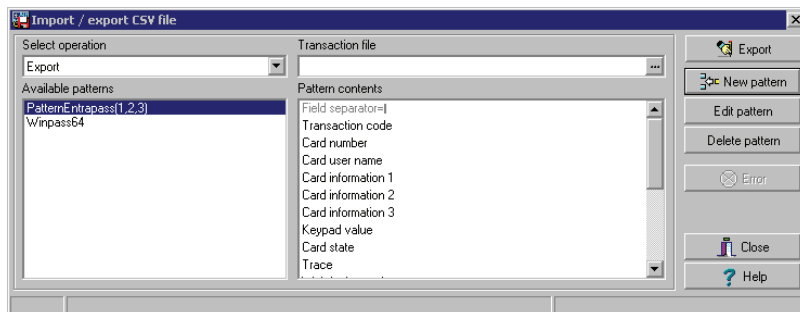 Import / export CSV file
Select operation
Export
Transaction file
...
Available patterns
PatternEntrapass(1,2,3)
Winpass64
Pattern contents
Field separator=|
Transaction code
Card number
Card user name
Card information 1
Card information 2
Card information 3
Keypad value
Card state
Trace
Export
New pattern
Edit pattern
Delete pattern
Error
Close
Help